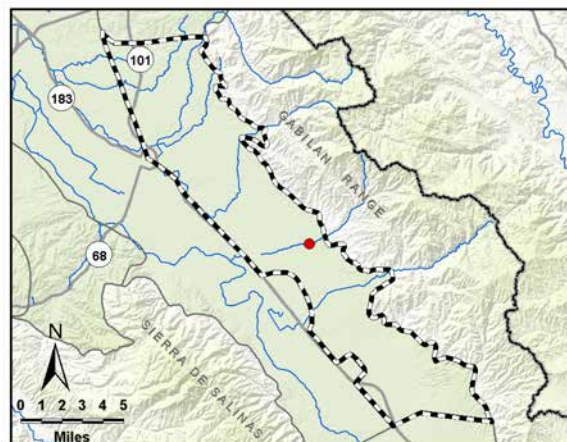 101
183
GABILAN RANGE
68
N
SIERRA DE SALINAS
0 1 2 3 4 5
Miles